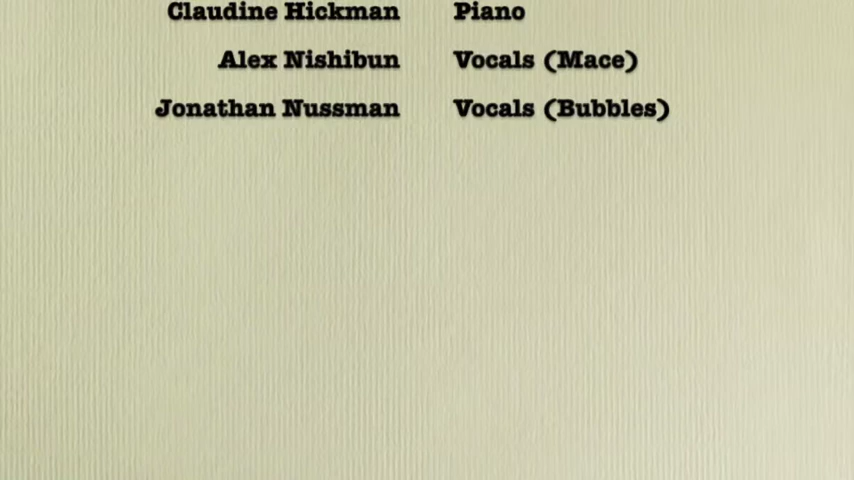 Claudine Hickman Piano
Alex Nishibun Vocals (Mace)
Jonathan Nussman Vocals (Bubbles)